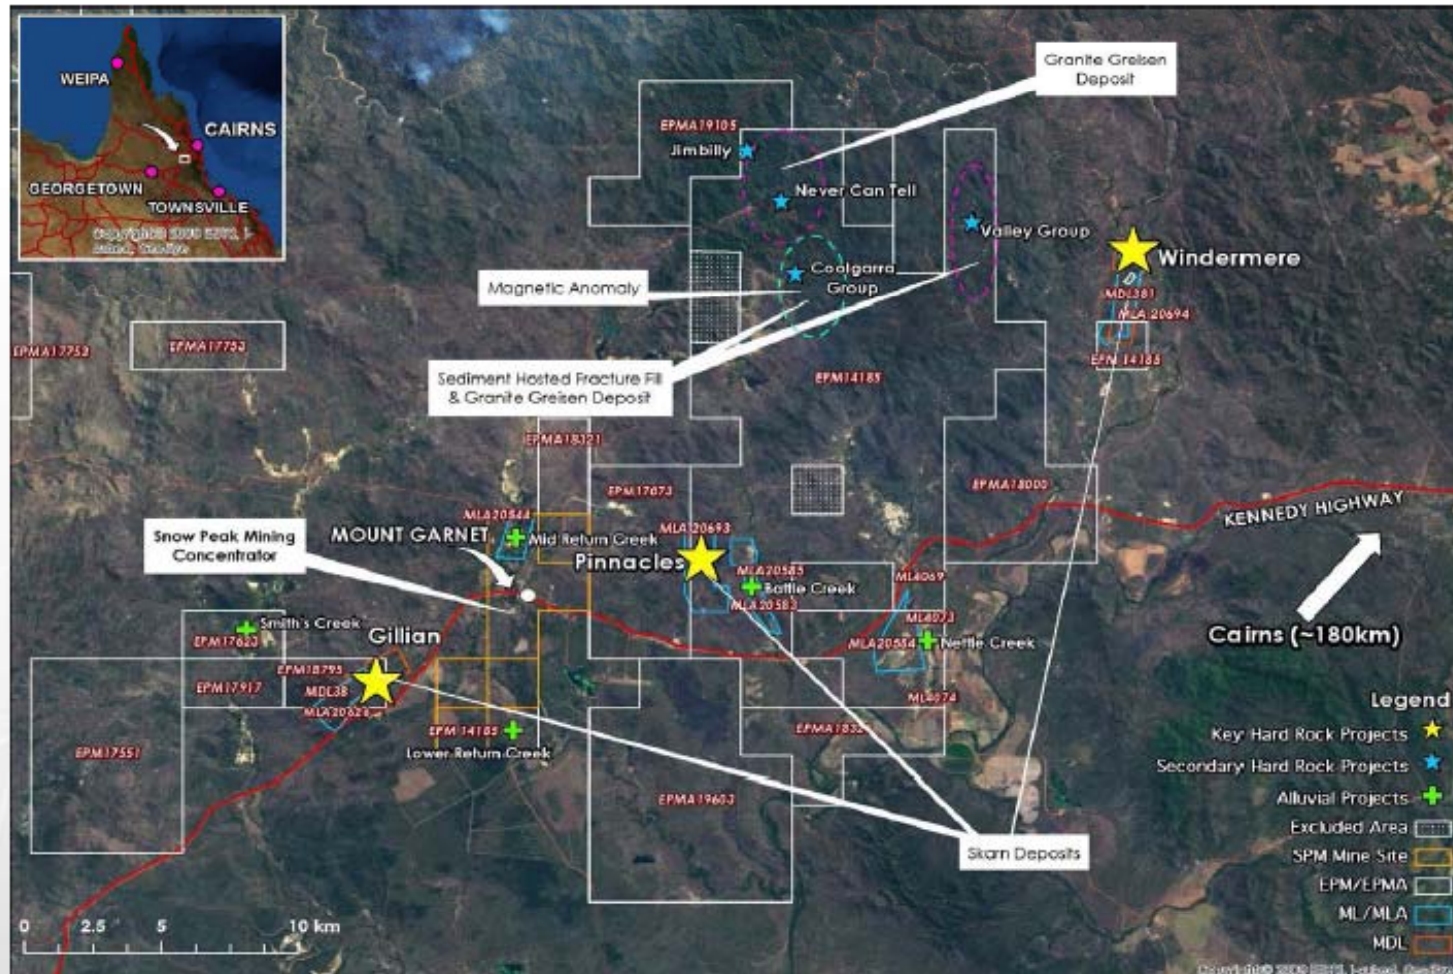 WEIPA
CAIRNS
GEORGETOWN
TOWNSVILLE
Granite Greisen
Deposit
EPMA19105
Jimbilly
Never Can Tell
Valley Group
Windermere
Coolgarra
Group
Magnetic Anomaly
MDL381
MLA 20694
EPMA17753
EPMA17753
EPM 14185
Sediment Hosted Fracture Fill
& Granite Greisen Deposit
EPM14185
EPMA18321
EPM17073
EPMA18000
MLA20544
MLA20693
KENNEDY HIGHWAY
Snow Peak Mining
Concentrator
MOUNT GARNET
Mid Return Creek
Pinnacles
MLA20585
Battle Creek
MLA20583
ML4069
ML4073
Smith's Creek
EPM17623
Gillian
MLA20584
Nettle Creek
Cairns (~180km)
EPM18795
EPM17917
MDL38
ML4074
EPM 14185
Lower Return Creek
EPM17551
EPMA19603
Skarn Deposits
Legend
Key Hard Rock Projects
Secondary Hard Rock Projects
Alluvial Projects
Excluded Area
SPM Mine Site
EPM/EPMA
ML/MLA
MDL
0 2.5 5 10 km